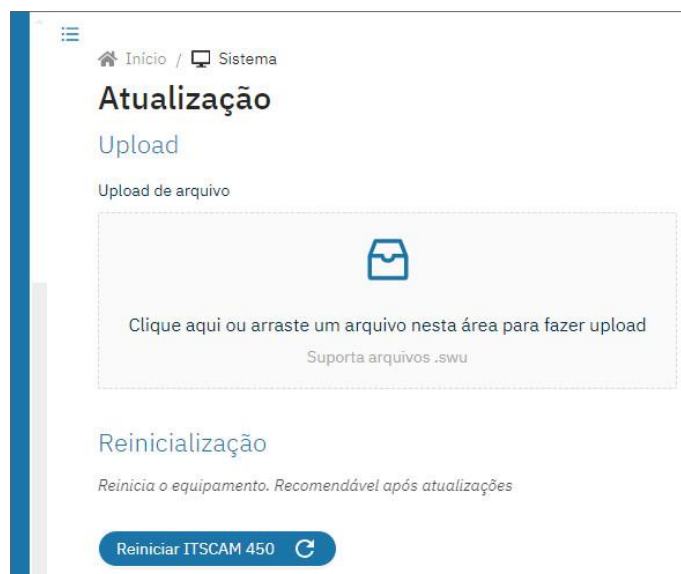 Início / Sistema
Atualização
Upload
Upload de arquivo
Clique aqui ou arraste um arquivo nesta área para fazer upload
Suporta arquivos .swu
Reinicialização
Reinicia o equipamento. Recomendável após atualizações
Reiniciar ITSCAM 450